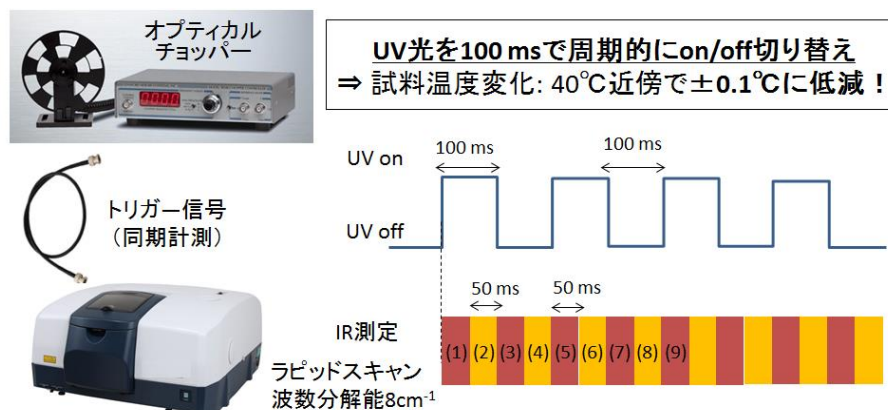 オプティカル
チョッパー
UV光を100 msで周期的にon/off切り替え
⇒ 試料温度変化: 40℃近傍で±0.1℃に低減！
トリガー信号
（同期計測）
UV on
100 ms
100 ms
UV off
50 ms
50 ms
IR測定
(1) (2) (3) (4) (5) (6) (7) (8) (9)
ラピッドスキャン
波数分解能8cm⁻¹